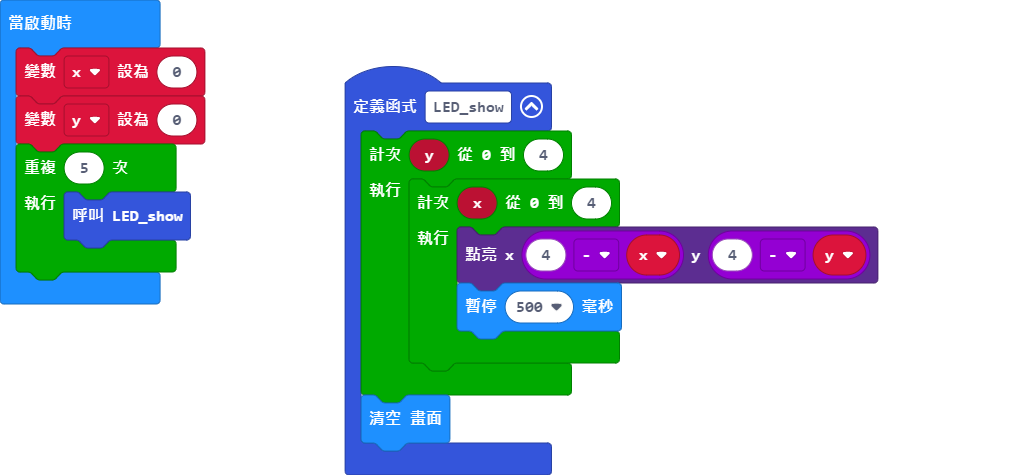 當啟動時
變數 x 設為 0
變數 y 設為 0
重複 5 次
執行 呼叫 LED_show
定義函式 LED_show
計次 y 從 0 到 4
執行 計次 x 從 0 到 4
執行 點亮 x 4 - x y 4 - y
暫停 500 毫秒
清空 畫面